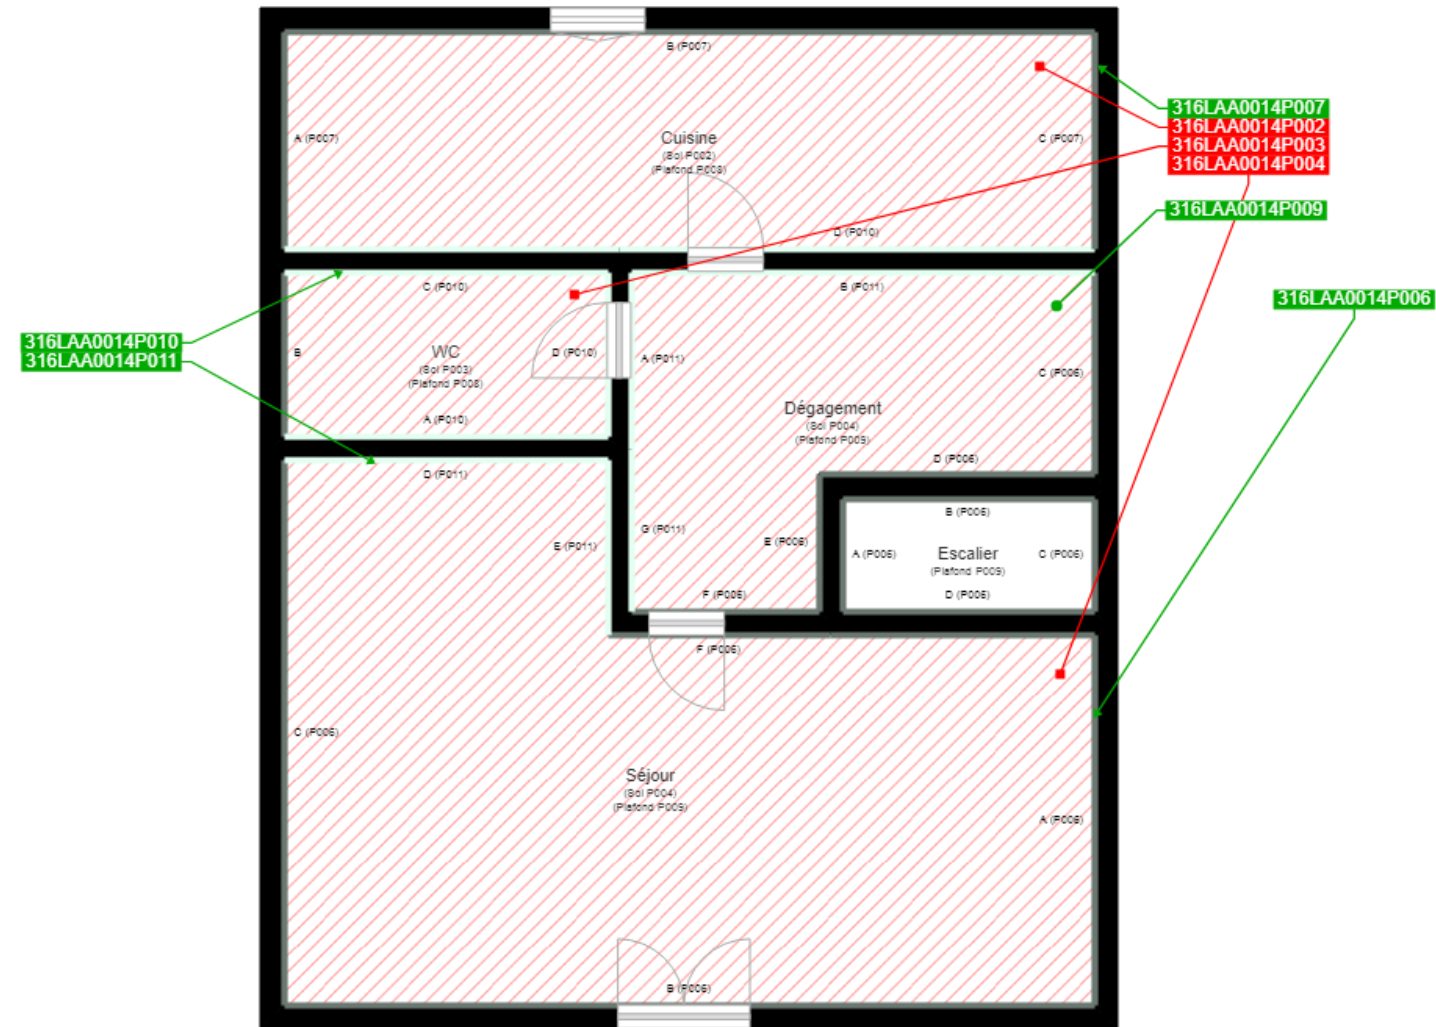 B (P007)
316LAA0014P007
316LAA0014P002
A (P007)
Cuisine
C (P007)
316LAA0014P003
(Sol P002)
316LAA0014P004
(Plafond P008)
316LAA0014P009
D (P010)
C (P010)
B (P011)
316LAA0014P006
316LAA0014P010
B
WC
D (P010)
A (P011)
316LAA0014P011
(Sol P003)
C (P006)
(Plafond P008)
Dégagement
A (P010)
(Sol P004)
(Plafond P009)
D (P006)
D (P011)
B (P006)
G (P011)
E (P011)
E (P006)
A (P006)
Escalier
C (P006)
(Plafond P009)
F (P006)
D (P006)
F (P006)
C (P006)
Séjour
(Sol P004)
(Plafond P009)
A (P006)
B (P006)